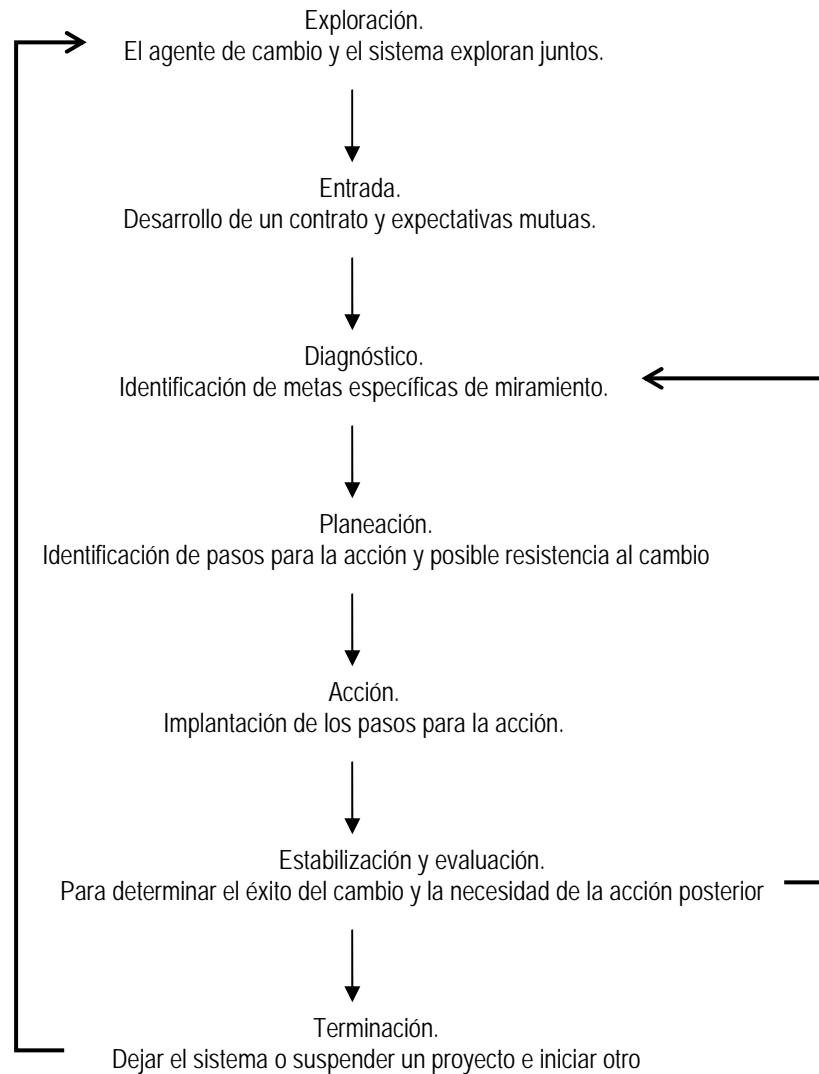 Exploración.
El agente de cambio y el sistema exploran juntos.
Entrada.
Desarrollo de un contrato y expectativas mutuas.
Diagnóstico.
Identificación de metas específicas de miramiento.
Planeación.
Identificación de pasos para la acción y posible resistencia al cambio
Acción.
Implantación de los pasos para la acción.
Estabilización y evaluación.
Para determinar el éxito del cambio y la necesidad de la acción posterior
Terminación.
Dejar el sistema o suspender un proyecto e iniciar otro